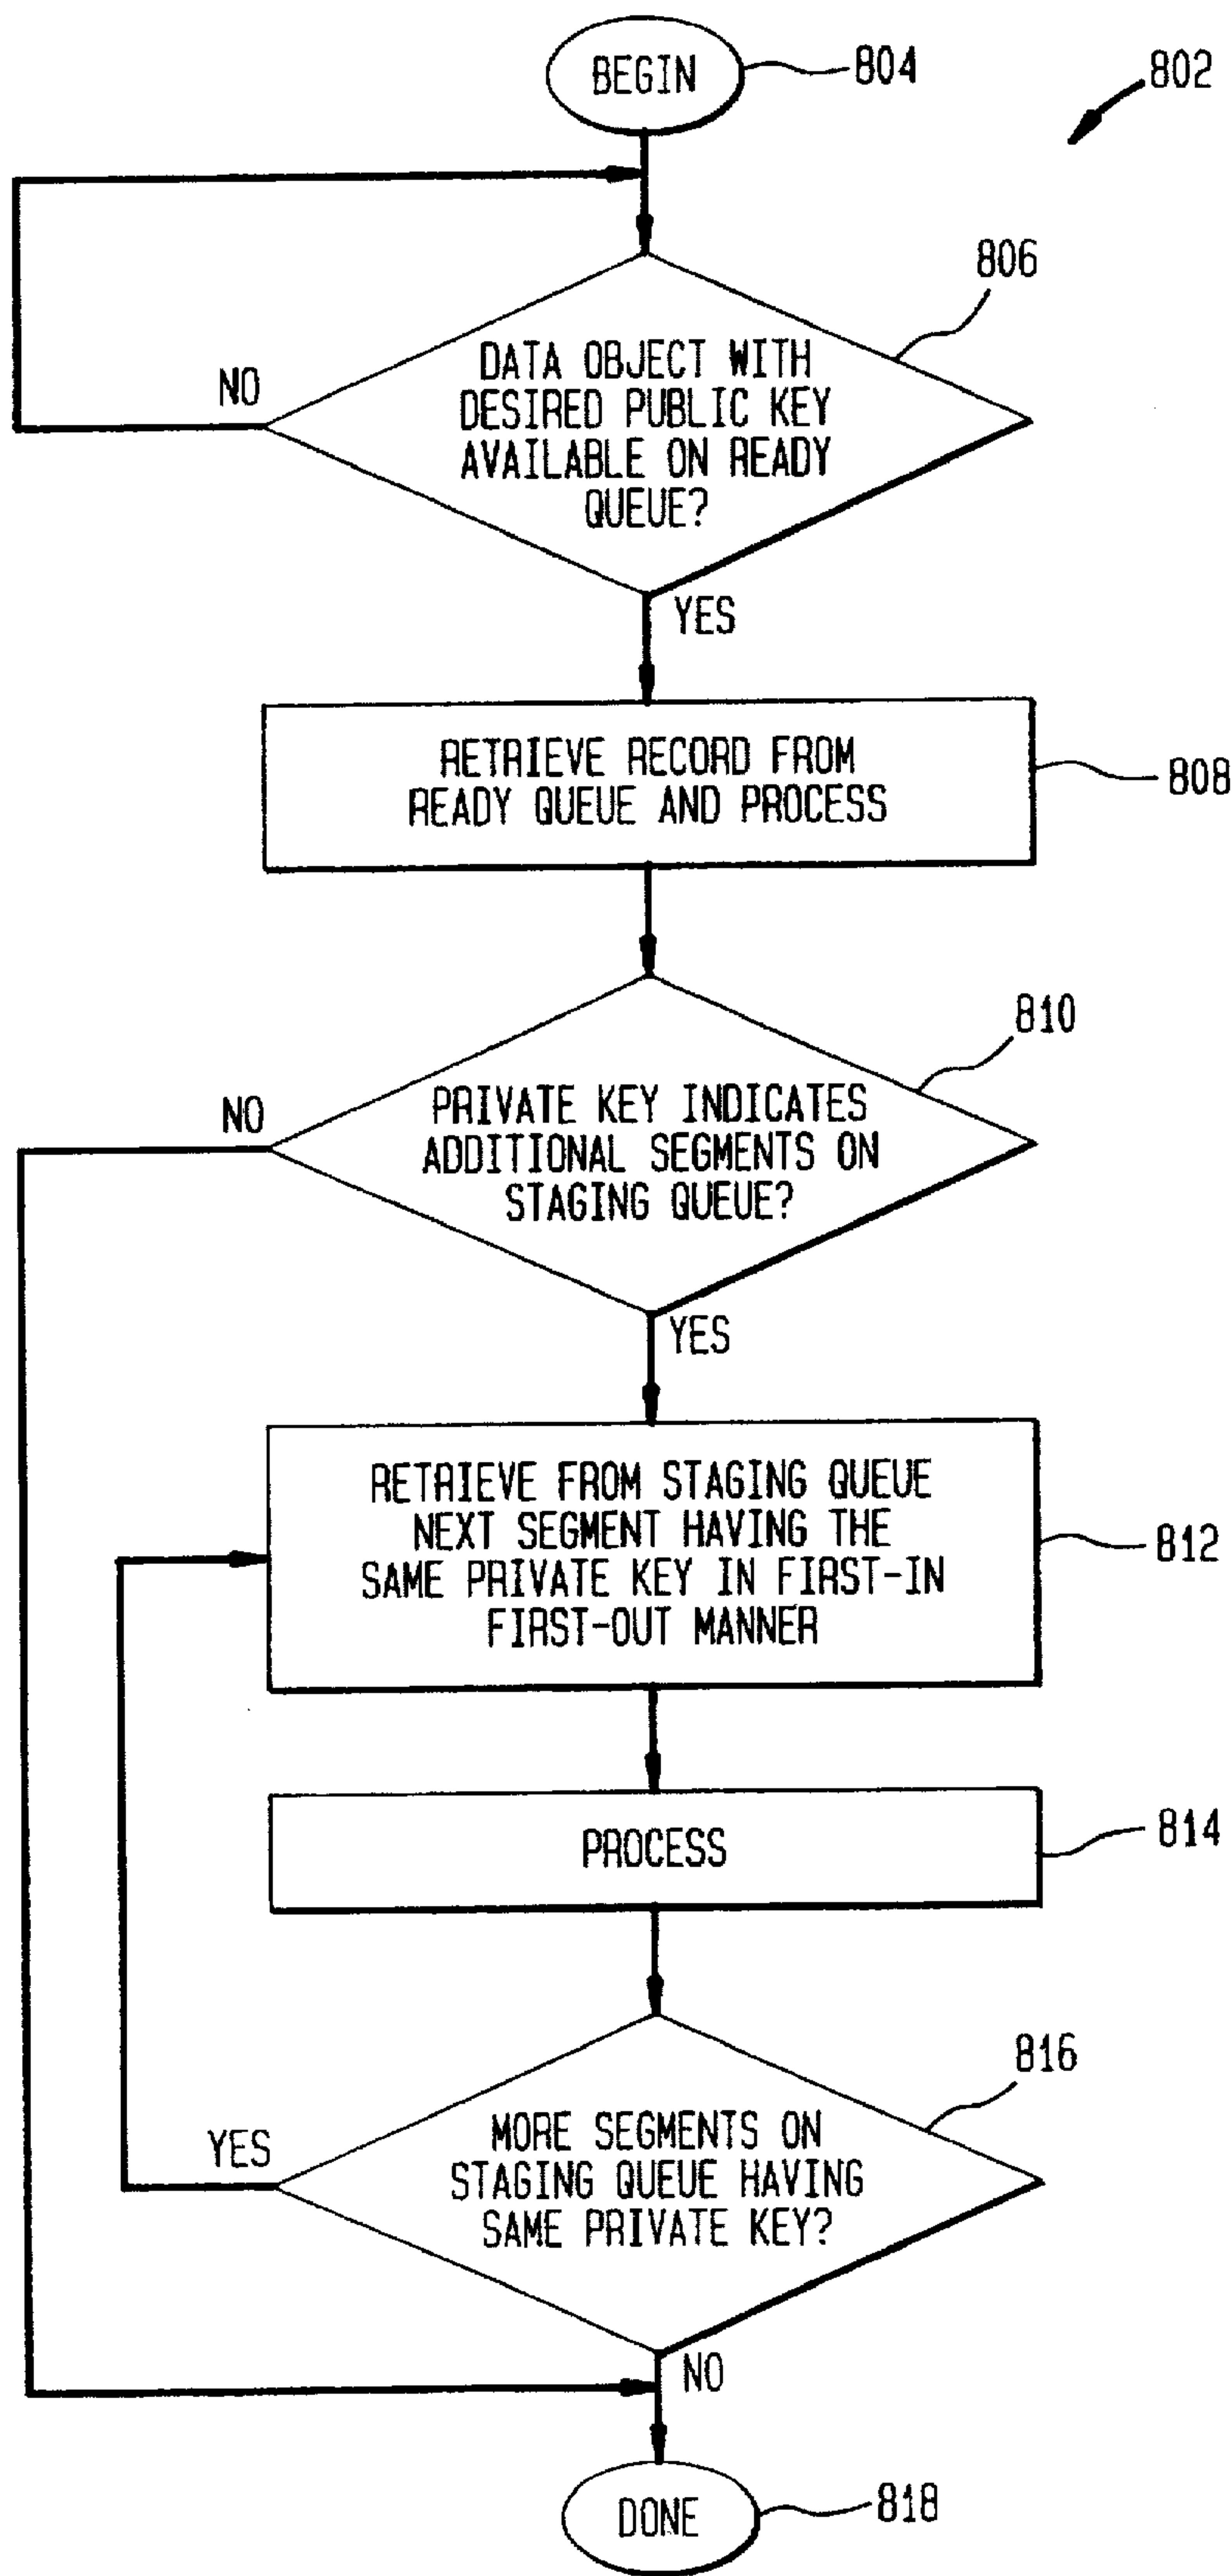 BEGIN
804
802
806
DATA OBJECT WITH
DESIRED PUBLIC KEY
AVAILABLE ON READY
QUEUE?
NO
YES
RETRIEVE RECORD FROM
READY QUEUE AND PROCESS
808
810
PRIVATE KEY INDICATES
ADDITIONAL SEGMENTS ON
STAGING QUEUE?
NO
YES
RETRIEVE FROM STAGING QUEUE
NEXT SEGMENT HAVING THE
SAME PRIVATE KEY IN FIRST-IN
FIRST-OUT MANNER
812
PROCESS
814
816
MORE SEGMENTS ON
STAGING QUEUE HAVING
SAME PRIVATE KEY?
YES
NO
DONE
818